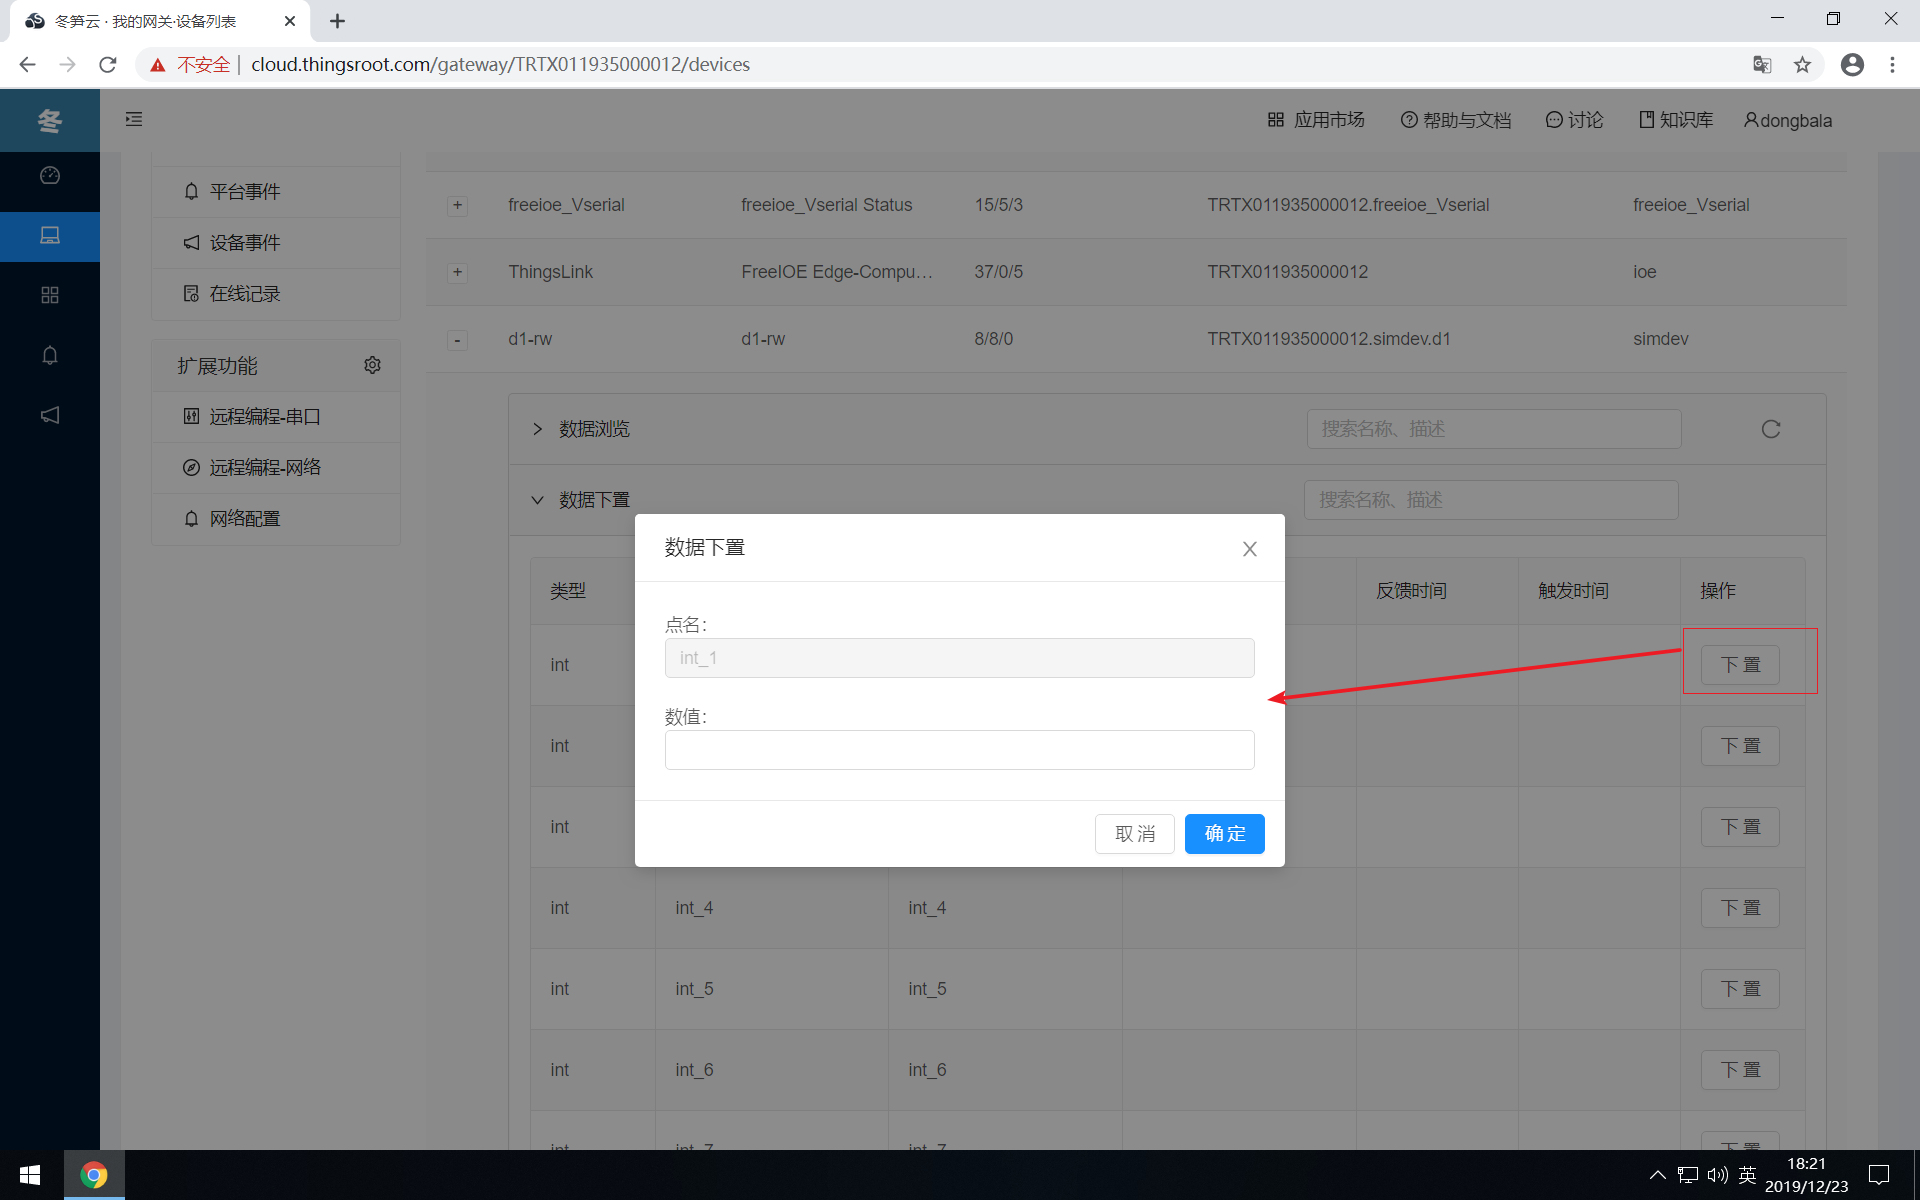 冬笋云 · 我的网关·设备列表
不安全 | cloud.thingsroot.com/gateway/TRTX011935000012/devices
冬
应用市场 帮助与文档 讨论 知识库 dongbala
平台事件
设备事件
在线记录
扩展功能
远程编程-串口
远程编程-网络
网络配置
+ freeioe_Vserial freeioe_Vserial Status 15/5/3 TRTX011935000012.freeioe_Vserial freeioe_Vserial
+ ThingsLink FreeIOE Edge-Compu... 37/0/5 TRTX011935000012 ioe
- d1-rw d1-rw 8/8/0 TRTX011935000012.simdev.d1 simdev
数据浏览 搜索名称、描述
数据下置 搜索名称、描述
类型 反馈时间 触发时间 操作
int 下 置
int 下 置
int 下 置
int int_4 int_4 下 置
int int_5 int_5 下 置
int int_6 int_6 下 置
int int_7 int_7 下 置
数据下置
点名:
int_1
数值:
取 消 确 定
英
18:21
2019/12/23